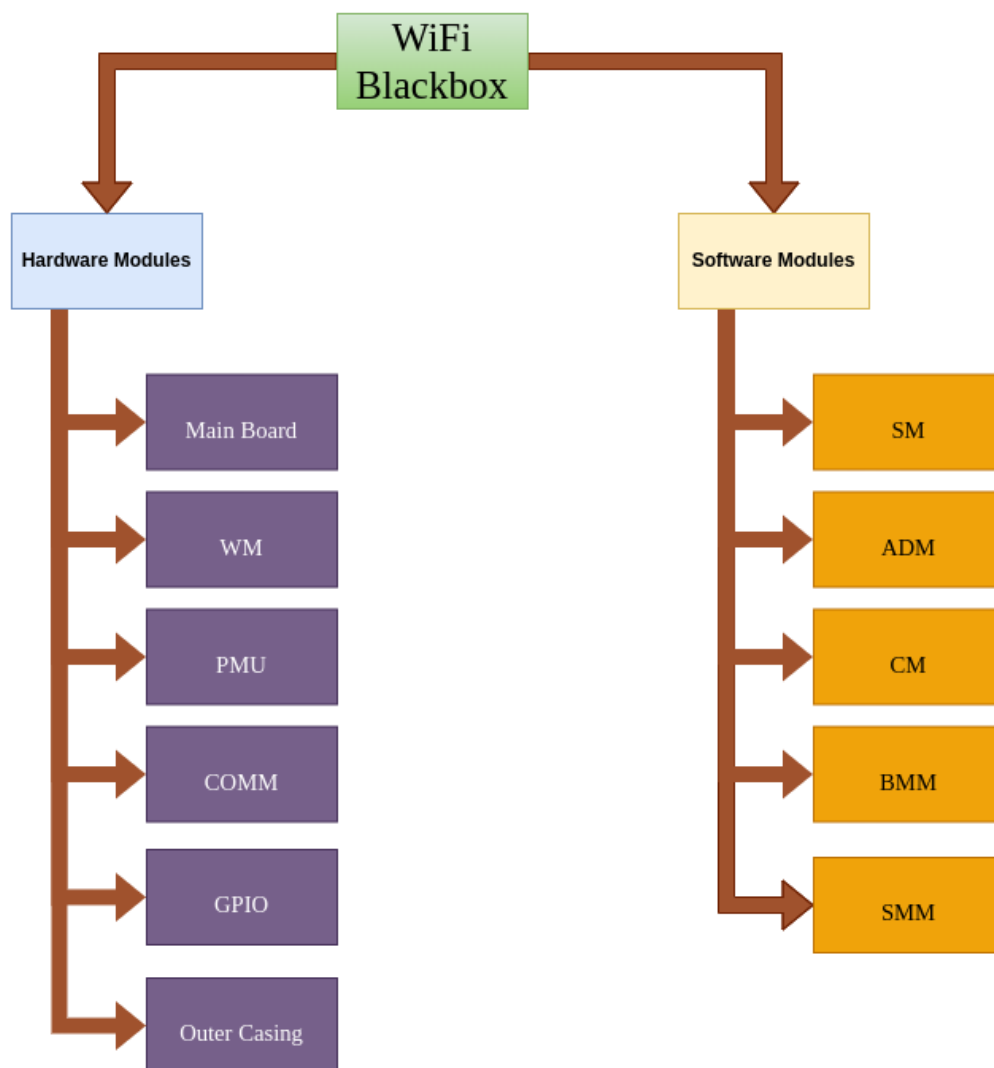 WiFi
Blackbox
Hardware Modules
Software Modules
Main Board
WM
PMU
COMM
GPIO
Outer Casing
SM
ADM
CM
BMM
SMM